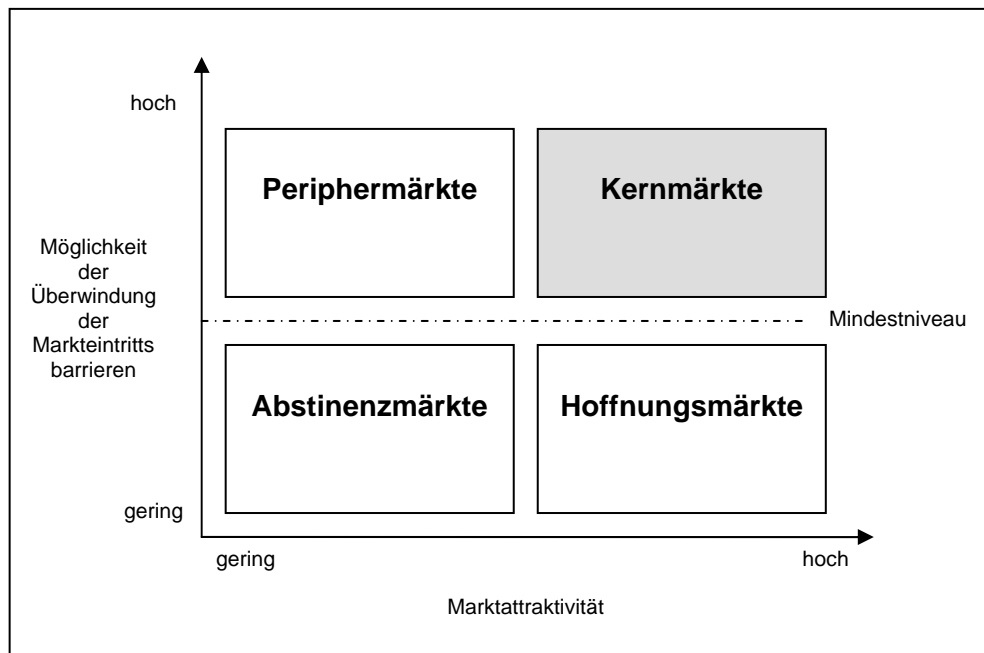 hoch
Periphermärkte
Kernmärkte
Möglichkeit
der
Überwindung
der
Markteintritts
barrieren
Mindestniveau
Abstinenzmärkte
Hoffnungsmärkte
gering
gering
hoch
Marktattraktivität